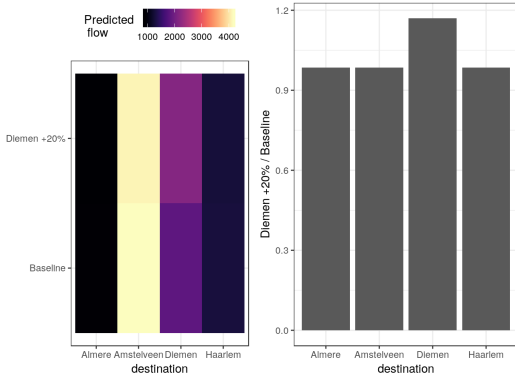 Predicted
flow
1000 2000 3000 4000
Diemen +20%
Baseline
Almere Amstelveen Diemen Haarlem
destination
Diemen +20% / Baseline
1.2
0.9
0.6
0.3
0.0
Almere Amstelveen Diemen Haarlem
destination